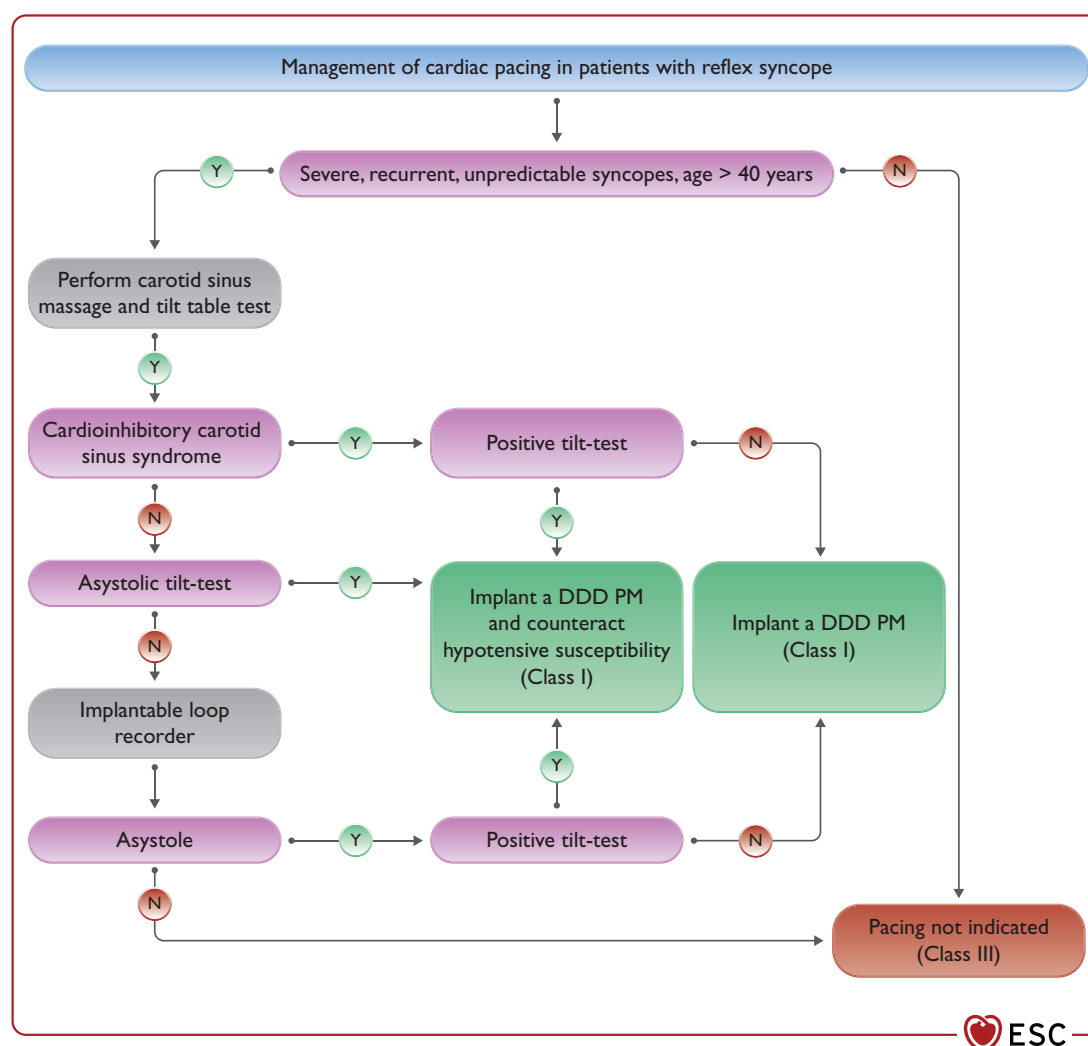 Management of cardiac pacing in patients with reflex syncope
Y
Severe, recurrent, unpredictable syncopes, age > 40 years
N
Perform carotid sinus
massage and tilt table test
Y
Cardioinhibitory carotid
sinus syndrome
Y
Positive tilt-test
N
N
Y
Asystolic tilt-test
Y
Implant a DDD PM
and counteract
hypotensive susceptibility
(Class I)
Implant a DDD PM
(Class I)
N
Implantable loop
recorder
Y
Asystole
Y
Positive tilt-test
N
N
Pacing not indicated
(Class III)
ESC